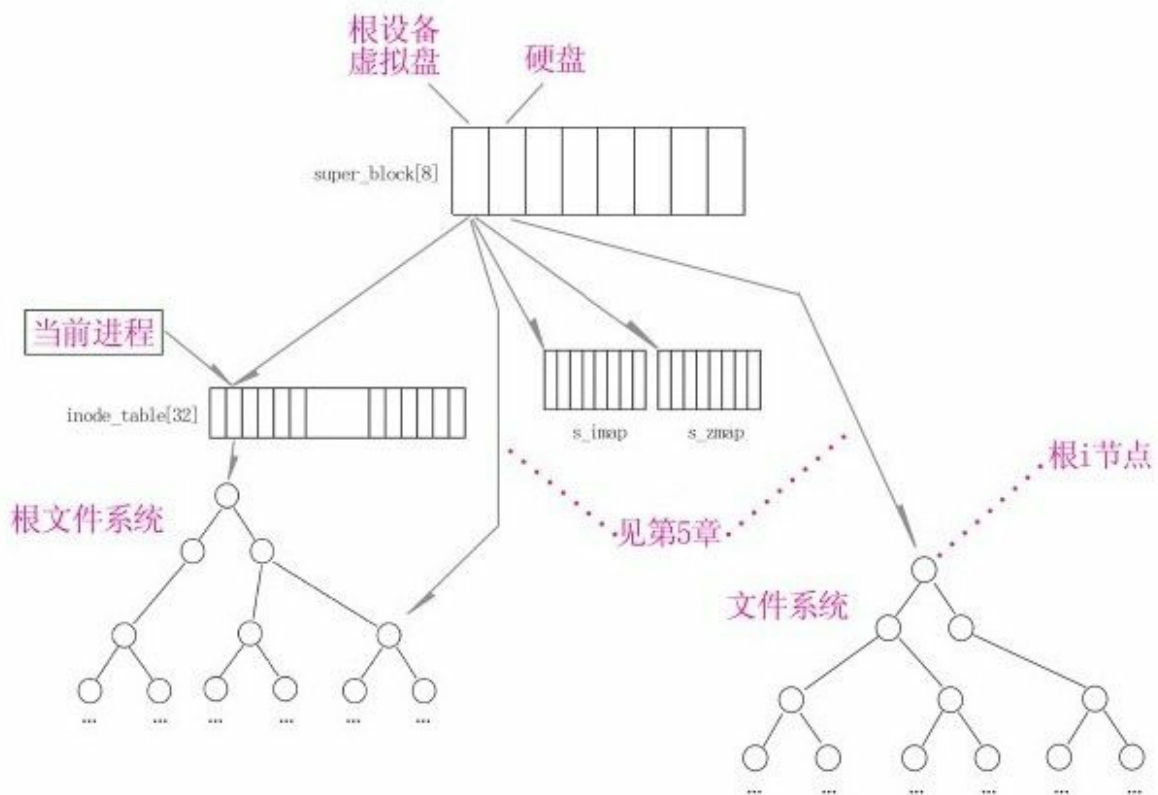 根设备
虚拟盘
硬盘
super_block[8]
当前进程
inode_table[32]
s_imap
s_zmap
根i节点
根文件系统
见第5章
文件系统
...
...
...
...
...
...
...
...
...
...
...
...